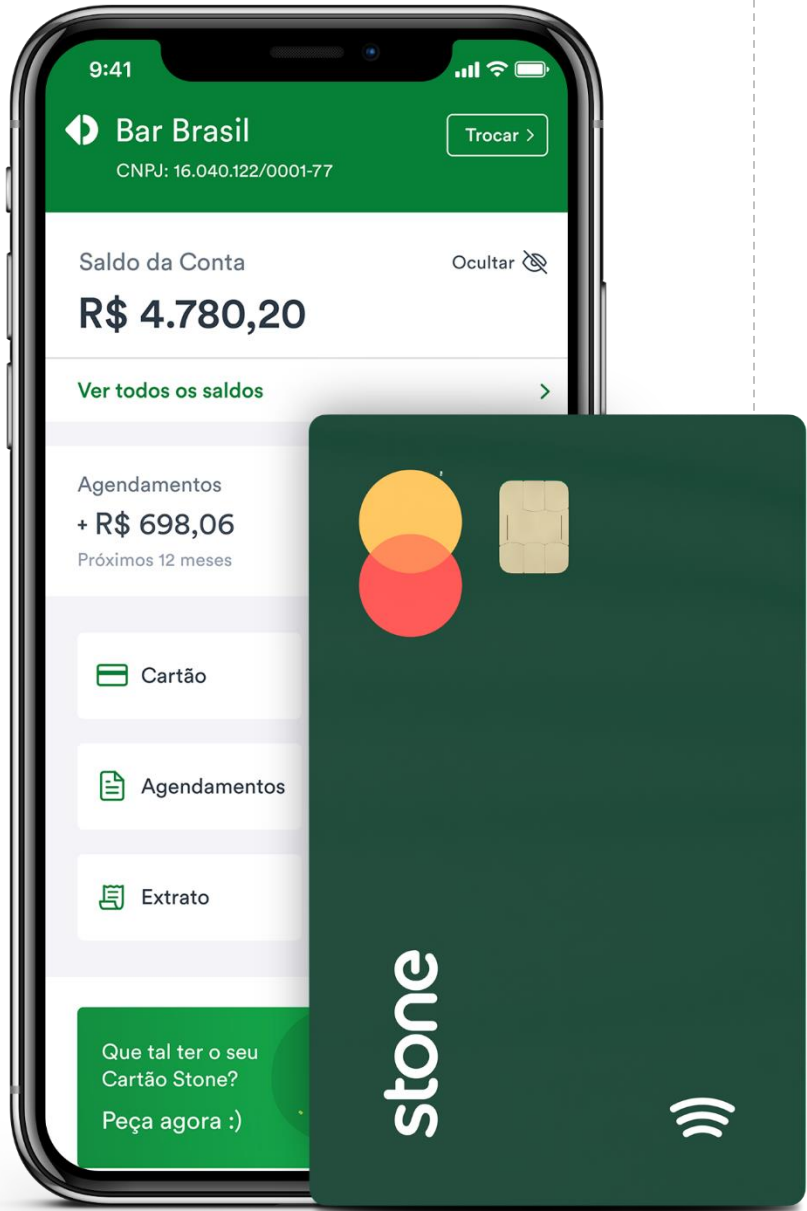 9:41
Bar Brasil
Trocar >
CNPJ: 16.040.122/0001-77
Saldo da Conta
Ocultar
R$ 4.780,20
Ver todos os saldos
Agendamentos
+ R$ 698,06
Próximos 12 meses
Cartão
Agendamentos
Extrato
Que tal ter o seu
Cartão Stone?
Peça agora :)
stone